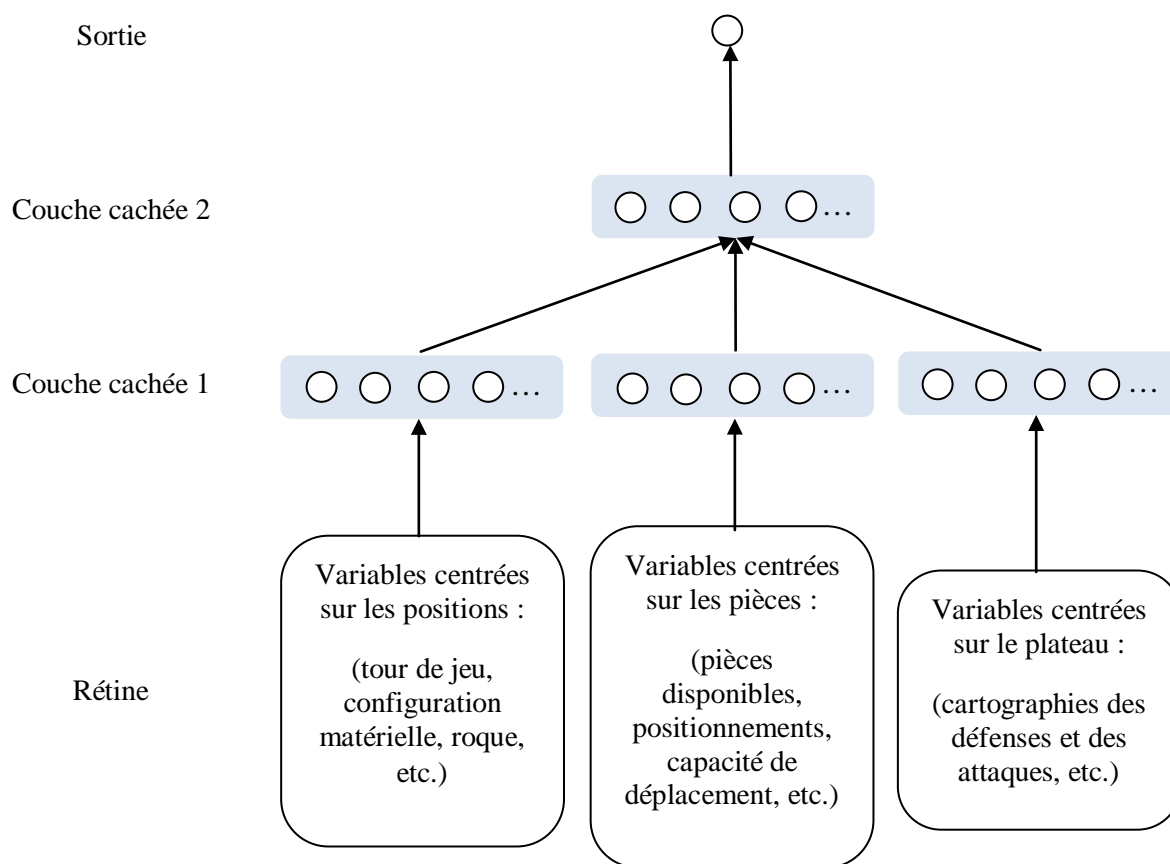 Sortie
Couche cachée 2
…
Couche cachée 1
…
…
…
Rétine
Variables centrées
sur les positions :
(tour de jeu,
configuration
matérielle, roque,
etc.)
Variables centrées
sur les pièces :
(pièces
disponibles,
positionnements,
capacité de
déplacement, etc.)
Variables centrées
sur le plateau :
(cartographies des
défenses et des
attaques, etc.)